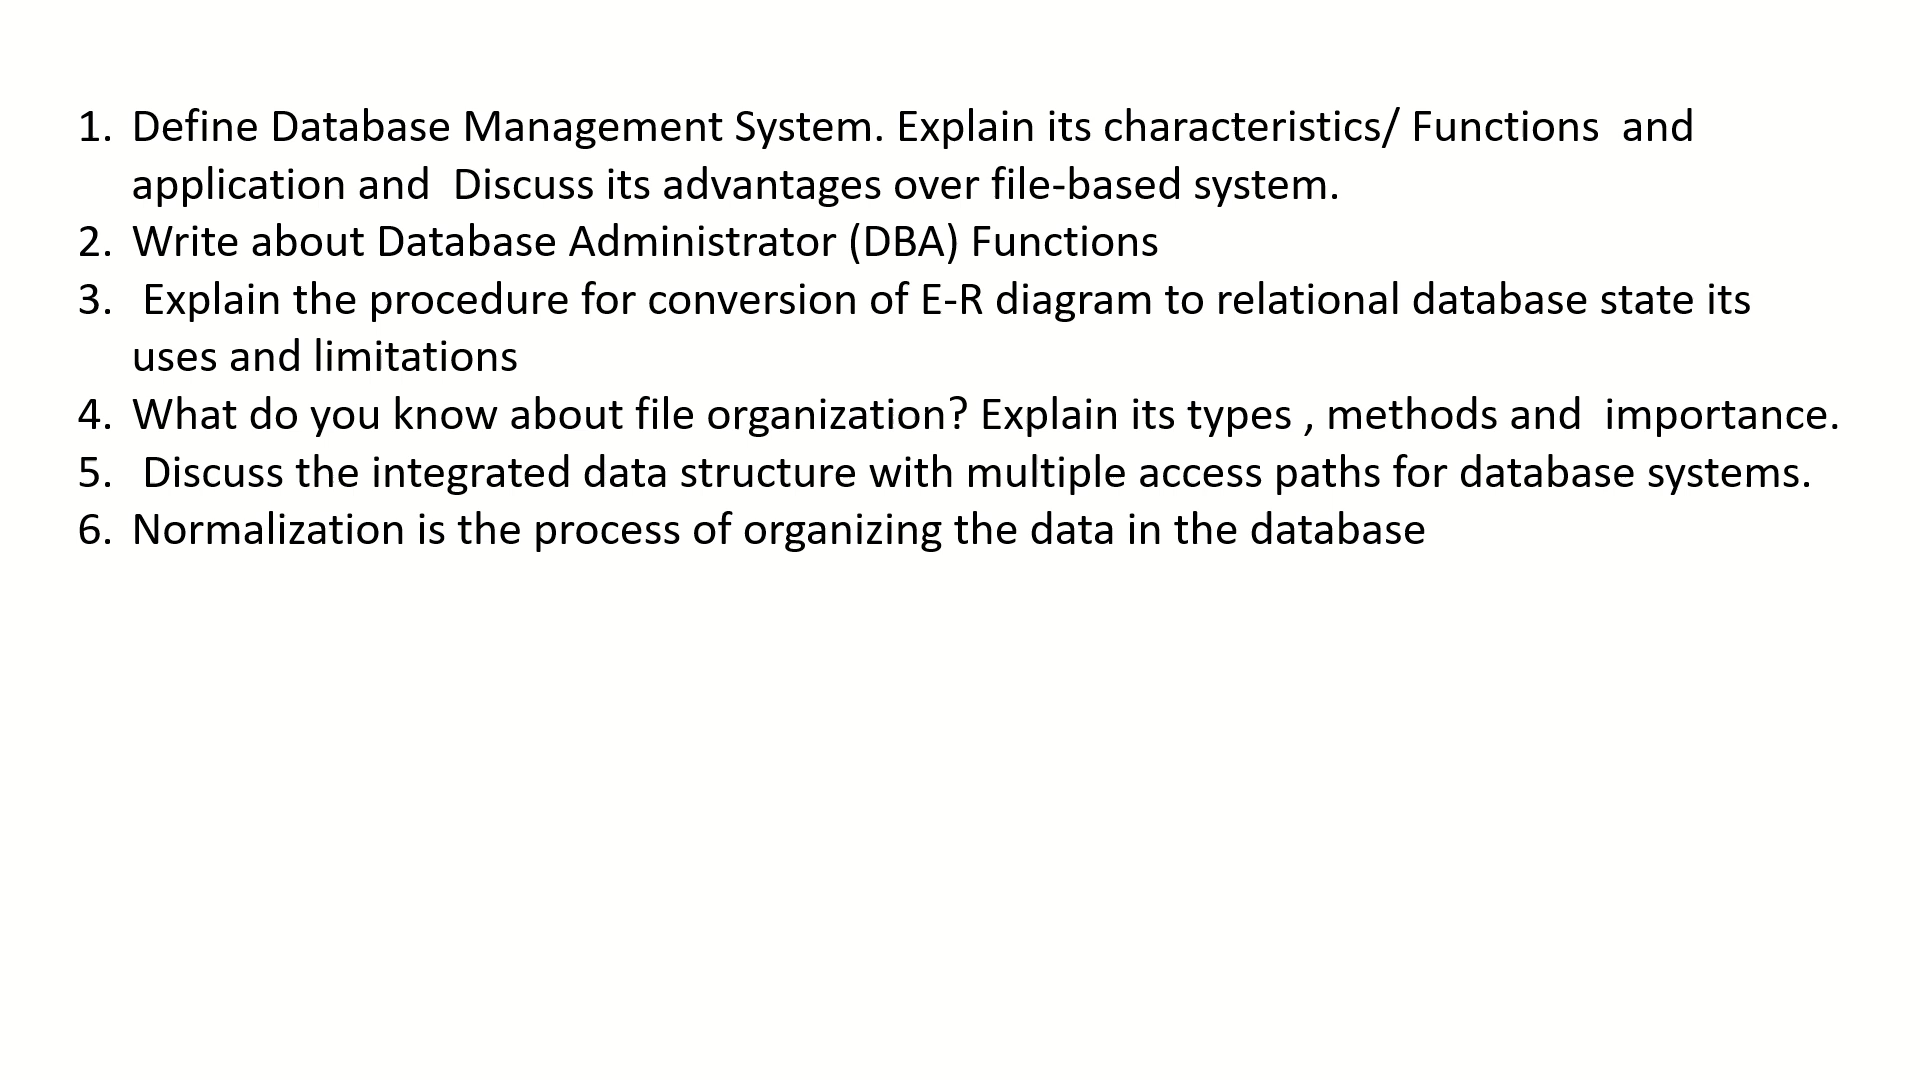 1. Define Database Management System. Explain its characteristics/ Functions  and
application and  Discuss its advantages over file-based system.
2. Write about Database Administrator (DBA) Functions
3.  Explain the procedure for conversion of E-R diagram to relational database state its
uses and limitations
4. What do you know about file organization? Explain its types , methods and  importance.
5.  Discuss the integrated data structure with multiple access paths for database systems.
6. Normalization is the process of organizing the data in the database